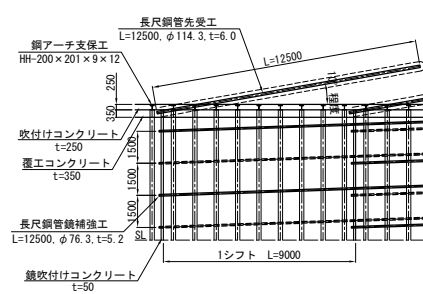 長尺鋼管先受工
L=12500, φ114.3, t=6.0
鋼アーチ支保工
HH-200×201×9×12
L=12500
250
350
吹付けコンクリート
t=250
覆工コンクリート
t=350
1500
1500
1500
長尺鋼管鏡補強工
L=12500, φ76.3, t=5.2
SL
1シフト L=9000
鏡吹付けコンクリート
t=50